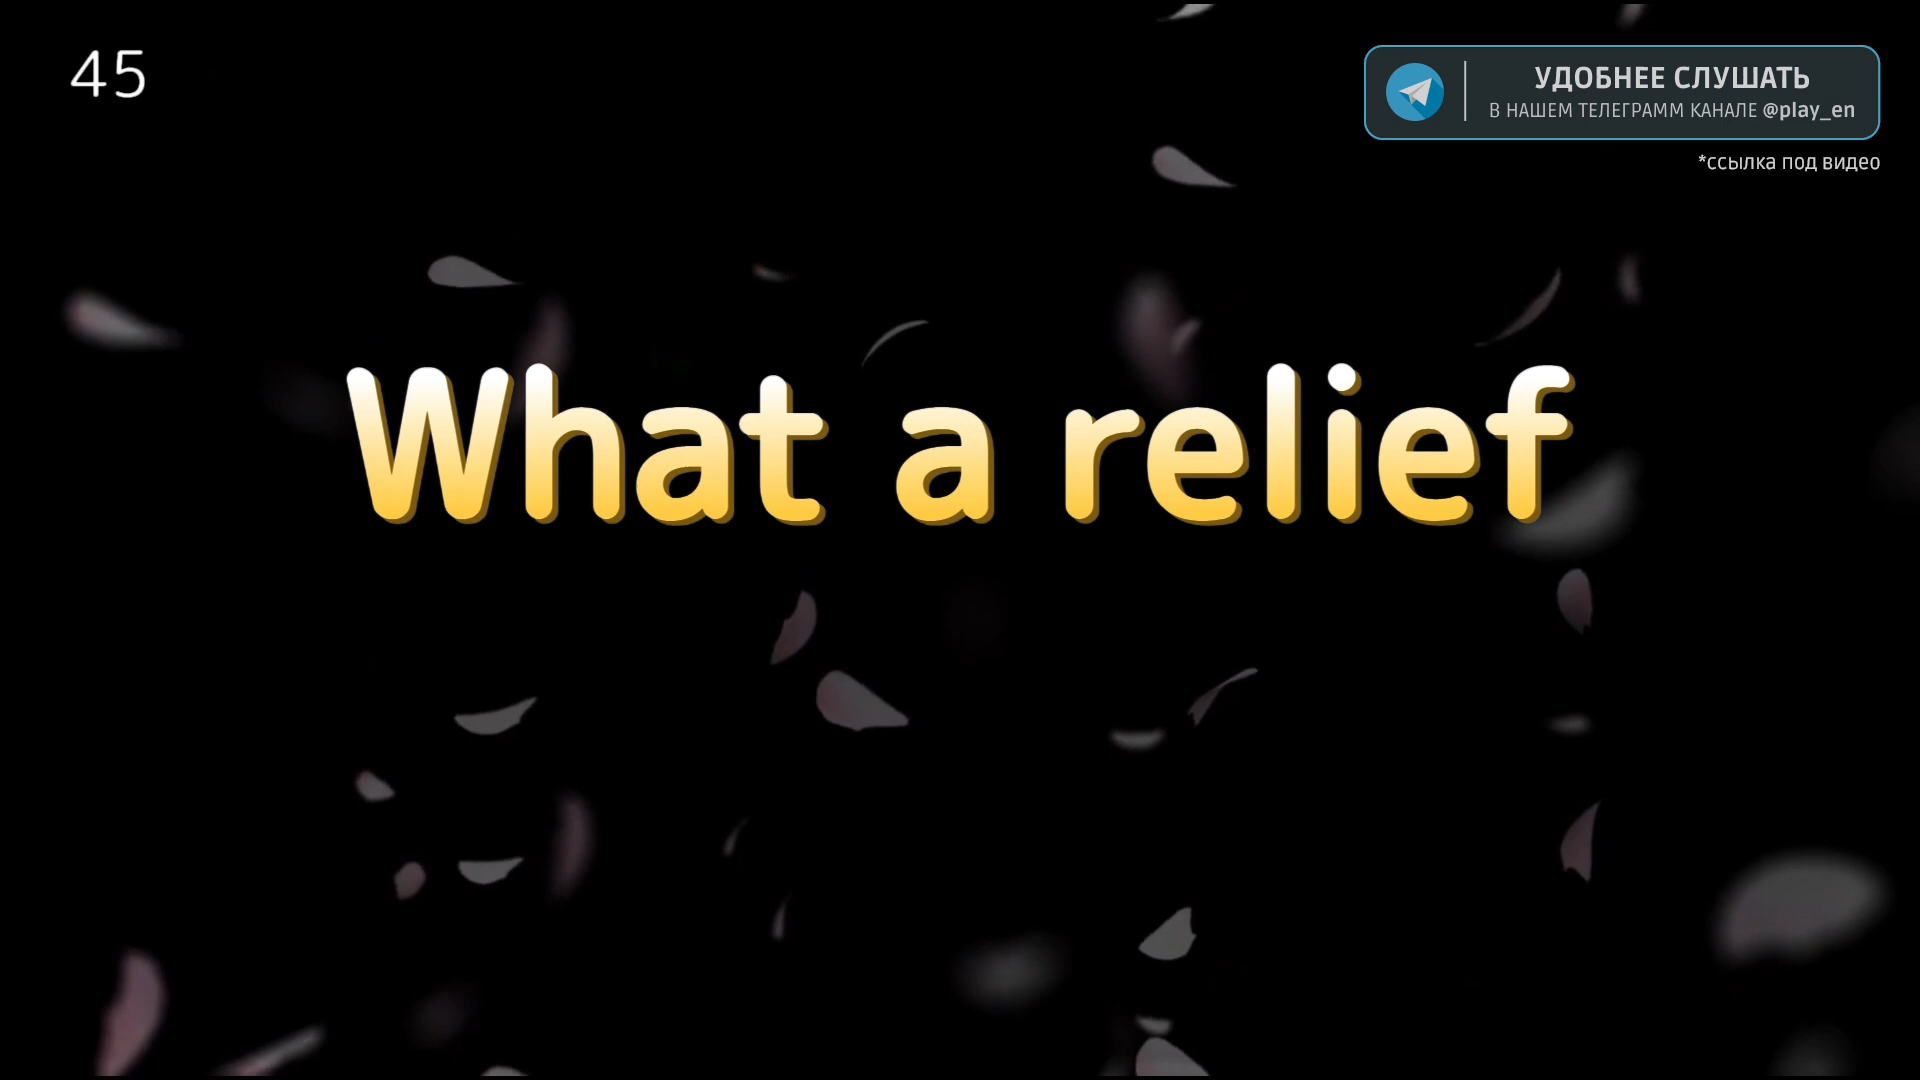 45
УДОБНЕЕ СЛУШАТЬ
В НАШЕМ ТЕЛЕГРАММ КАНАЛЕ @play_en
*ссылка под видео
What a relief